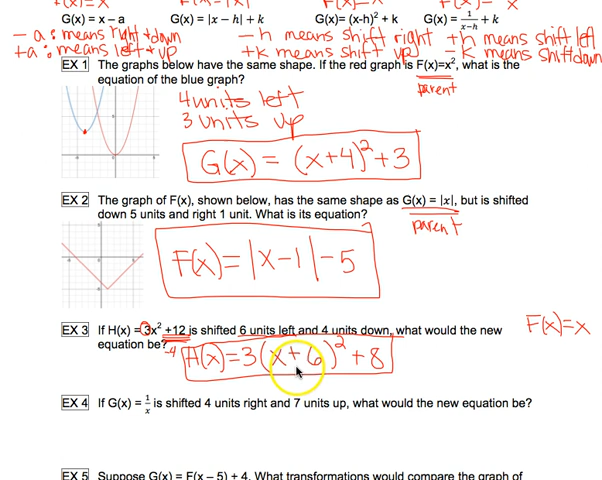 F(x) = x
F(x) = |x|
F(x) =
F(x) =
x
G(x) = x – a
G(x) = |x – h| + k
G(x) = (x-h)² + k
G(x) = 1/(x−h) + k
– a : means right + down
– h means shift right
+h means shift left
+a : means left + up
+k means shift up
– k means shift down
EX 1 The graphs below have the same shape. If the red graph is F(x)=x², what is the
equation of the blue graph?
parent
4 units left
3 units up
G(x) = (x+4)² + 3
EX 2 The graph of F(x), shown below, has the same shape as G(x) = |x|, but is shifted
down 5 units and right 1 unit. What is its equation?
parent
F(x) = |x – 1| – 5
EX 3 If H(x) = 3x² +12 is shifted 6 units left and 4 units down, what would the new
equation be?
F(x) = x
-4
H(x) = 3(x + 6)² + 8
EX 4 If G(x) = 1/x is shifted 4 units right and 7 units up, what would the new equation be?
EX 5 Suppose G(x) = F(x – 5) + 4. What transformations would compare the graph of